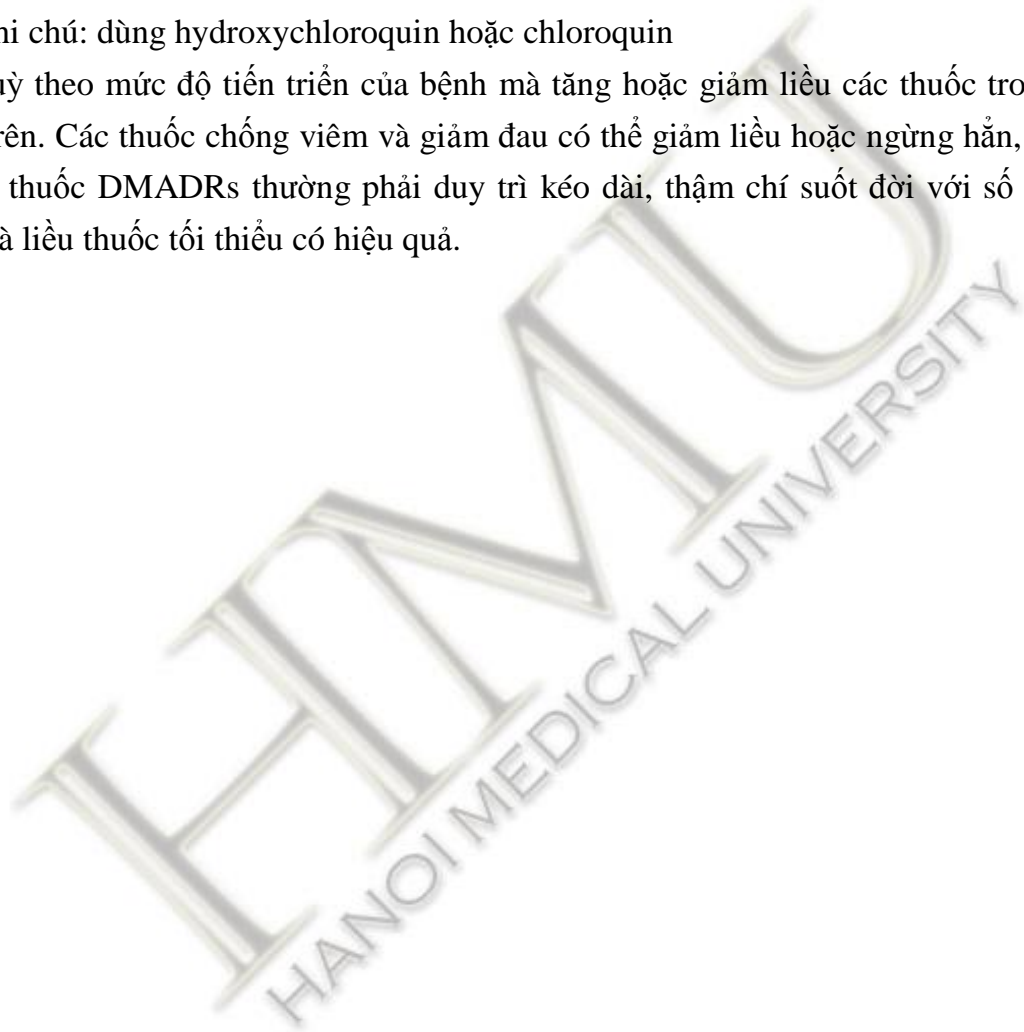 hi chú: dùng hydroxychloroquin hoặc chloroquin
uỳ theo mức độ tiến triển của bệnh mà tăng hoặc giảm liều các thuốc tro
rên. Các thuốc chống viêm và giảm đau có thể giảm liều hoặc ngừng hẳn,
thuốc DMADRs thường phải duy trì kéo dài, thậm chí suốt đời với số
à liều thuốc tối thiểu có hiệu quả.
HMU
HANOI MEDICAL UNIVERSITY